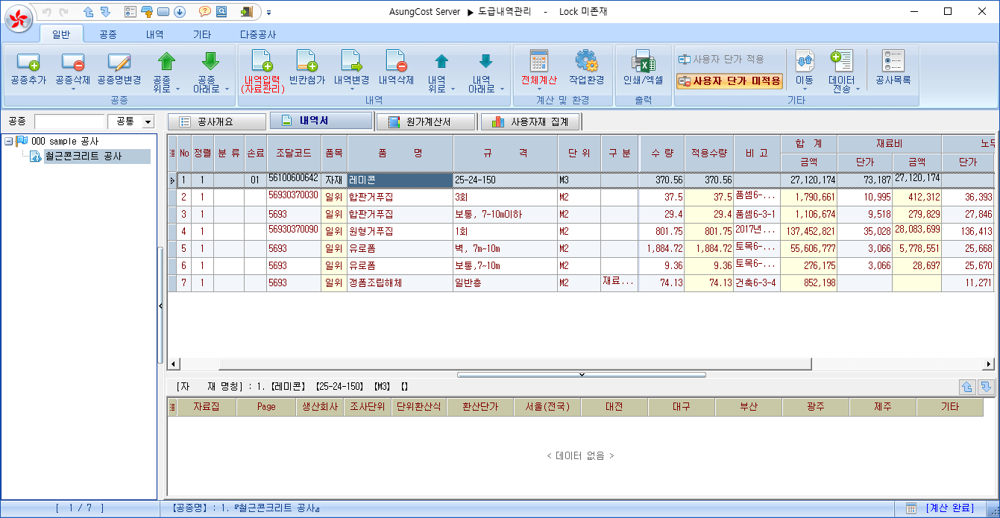 AsungCost Server ▶ 도급내역관리 - Lock 미존재
일반 공종 내역 기타 다중공사
공종추가 공종삭제 공종명변경 공종 위로 공종 아래로 내역입력 (자료관리) 빈칸첨가 내역변경 내역삭제 내역 위로 내역 아래로 전체계산 작업환경 인쇄/엑셀 사용자 단가 적용 사용자 단가 미적용 이동 데이터 전송 공사목록
공종 내역 계산 및 환경 출력 기타
공종 공통 공사개요 내역서 원가계산서 사용자재 집계
000 sample 공사
철근콘크리트 공사
No 정렬 분 류 손료 조달코드 품목 품 명 규 격 단 위 구 분 수 량 적용수량 비 고 합 계 재료비 노무
금액 단가 금액 단가
1 1 01 56100600642 자재 레미콘 25-24-150 M3 370.56 370.56 27,120,174 73,187 27,120,174
2 1 56930370030 일위 합판거푸집 3회 M2 37.5 37.5 품셈6-... 1,790,661 10,995 412,312 36,393
3 1 5693 일위 합판거푸집 보통, 7-10m이하 M2 29.4 29.4 품셈6-3-1 1,106,674 9,518 279,829 27,846
4 1 56930370090 일위 원형거푸집 1회 M2 801.75 801.75 2017년... 137,452,821 35,028 28,083,699 136,413
5 1 5693 일위 유로폼 벽, 7m~10m M2 1,884.72 1,884.72 토목6-... 55,606,777 3,066 5,778,551 25,668
6 1 5693 일위 유로폼 보통,7~10m M2 9.36 9.36 토목6-... 276,175 3,066 28,697 25,670
7 1 5693 일위 갱폼조립해체 일반층 M2 재료... 74.13 74.13 건축6-3-4 852,198 11,271
[자 재 명칭] : 1.【레미콘】【25-24-150】【M3】【】
자료집 Page 생산회사 조사단위 단위환산식 환산단가 서울(전국) 대전 대구 부산 광주 제주 기타
< 데이터 없음 >
[ 1 / 7 ] 【공종명】: 1.『철근콘크리트 공사』 [계산 완료]